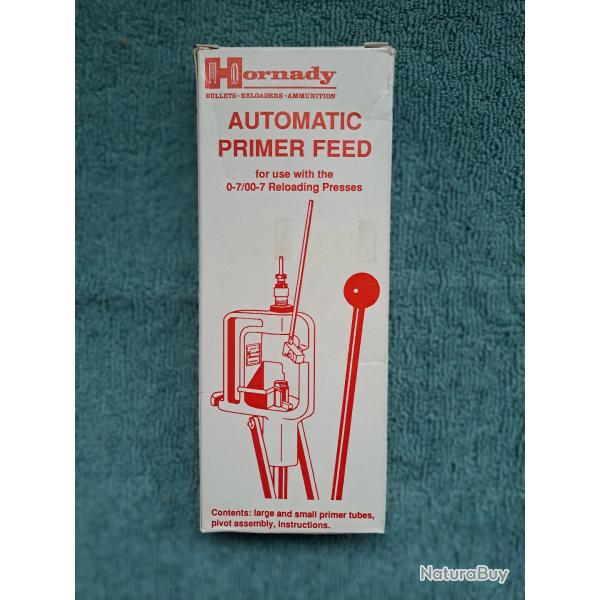 Hornady
BULLETS•RELOADERS•AMMUNITION
AUTOMATIC
PRIMER FEED
for use with the
0-7/00-7 Reloading Presses
Contents: large and small primer tubes,
pivot assembly, instructions.
NaturaBuy